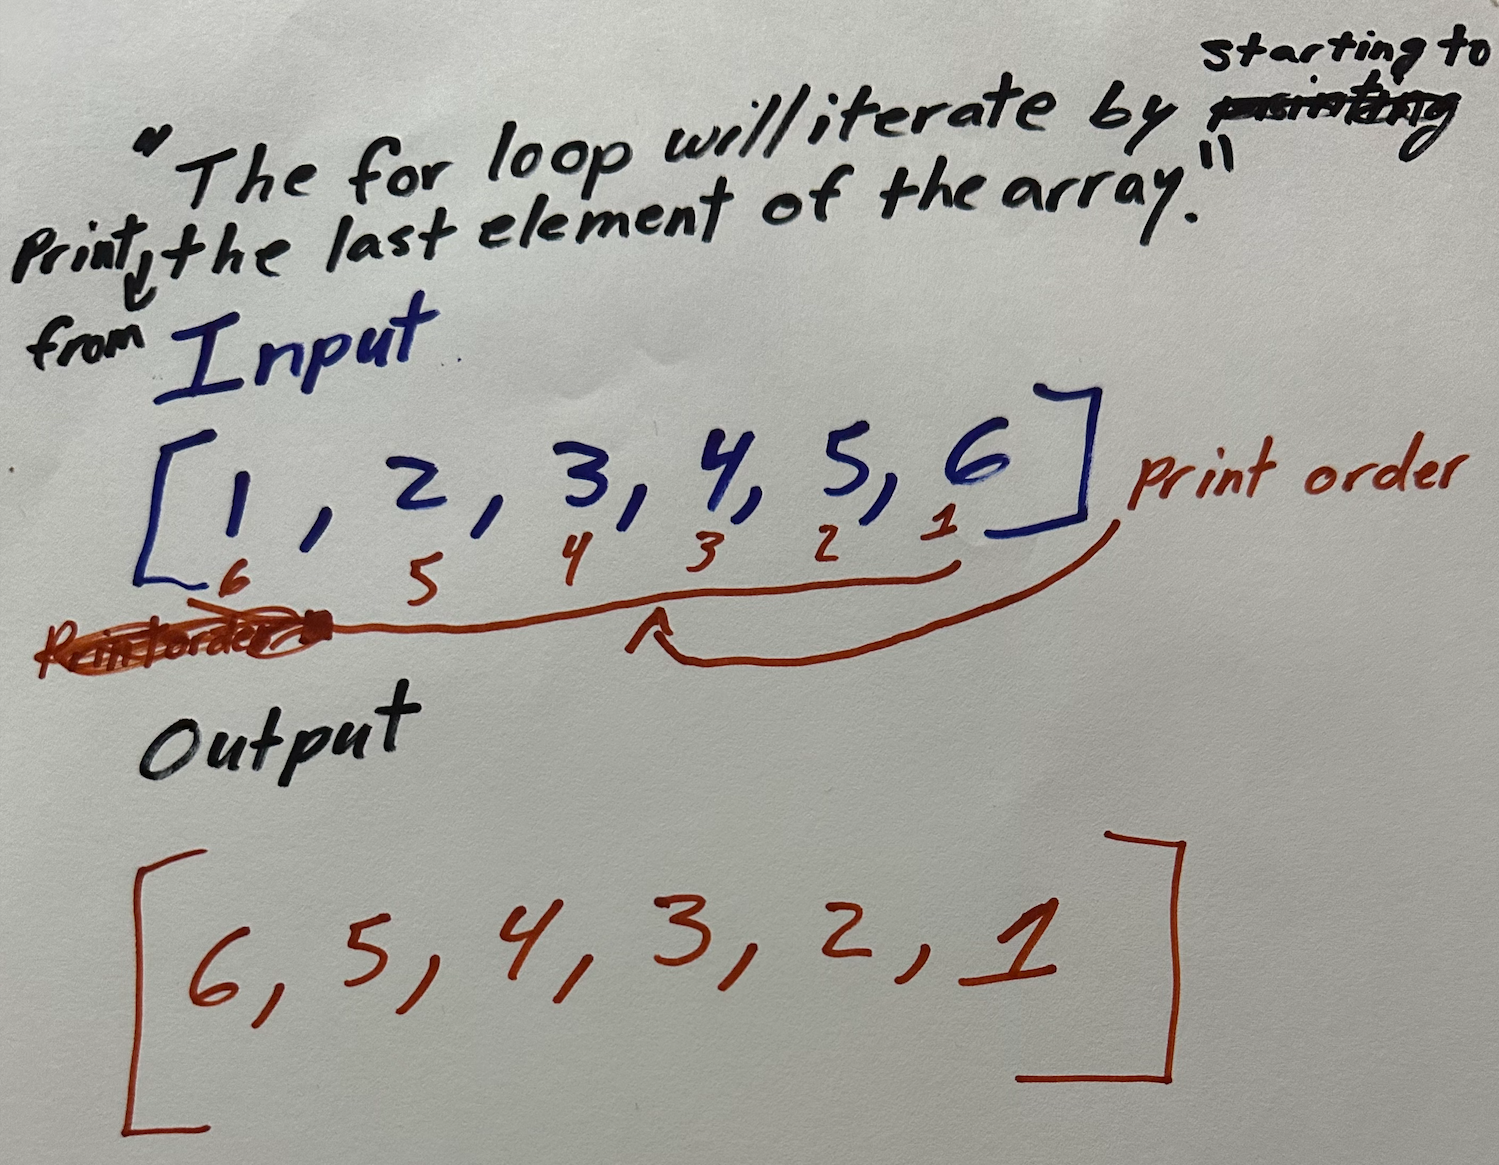 "The for loop will iterate by starting to
Print, from the last element of the array."
Input
[1, 2, 3, 4, 5, 6]
6 5 4 3 2 1
Print order
Print order
Output
[6, 5, 4, 3, 2, 1]